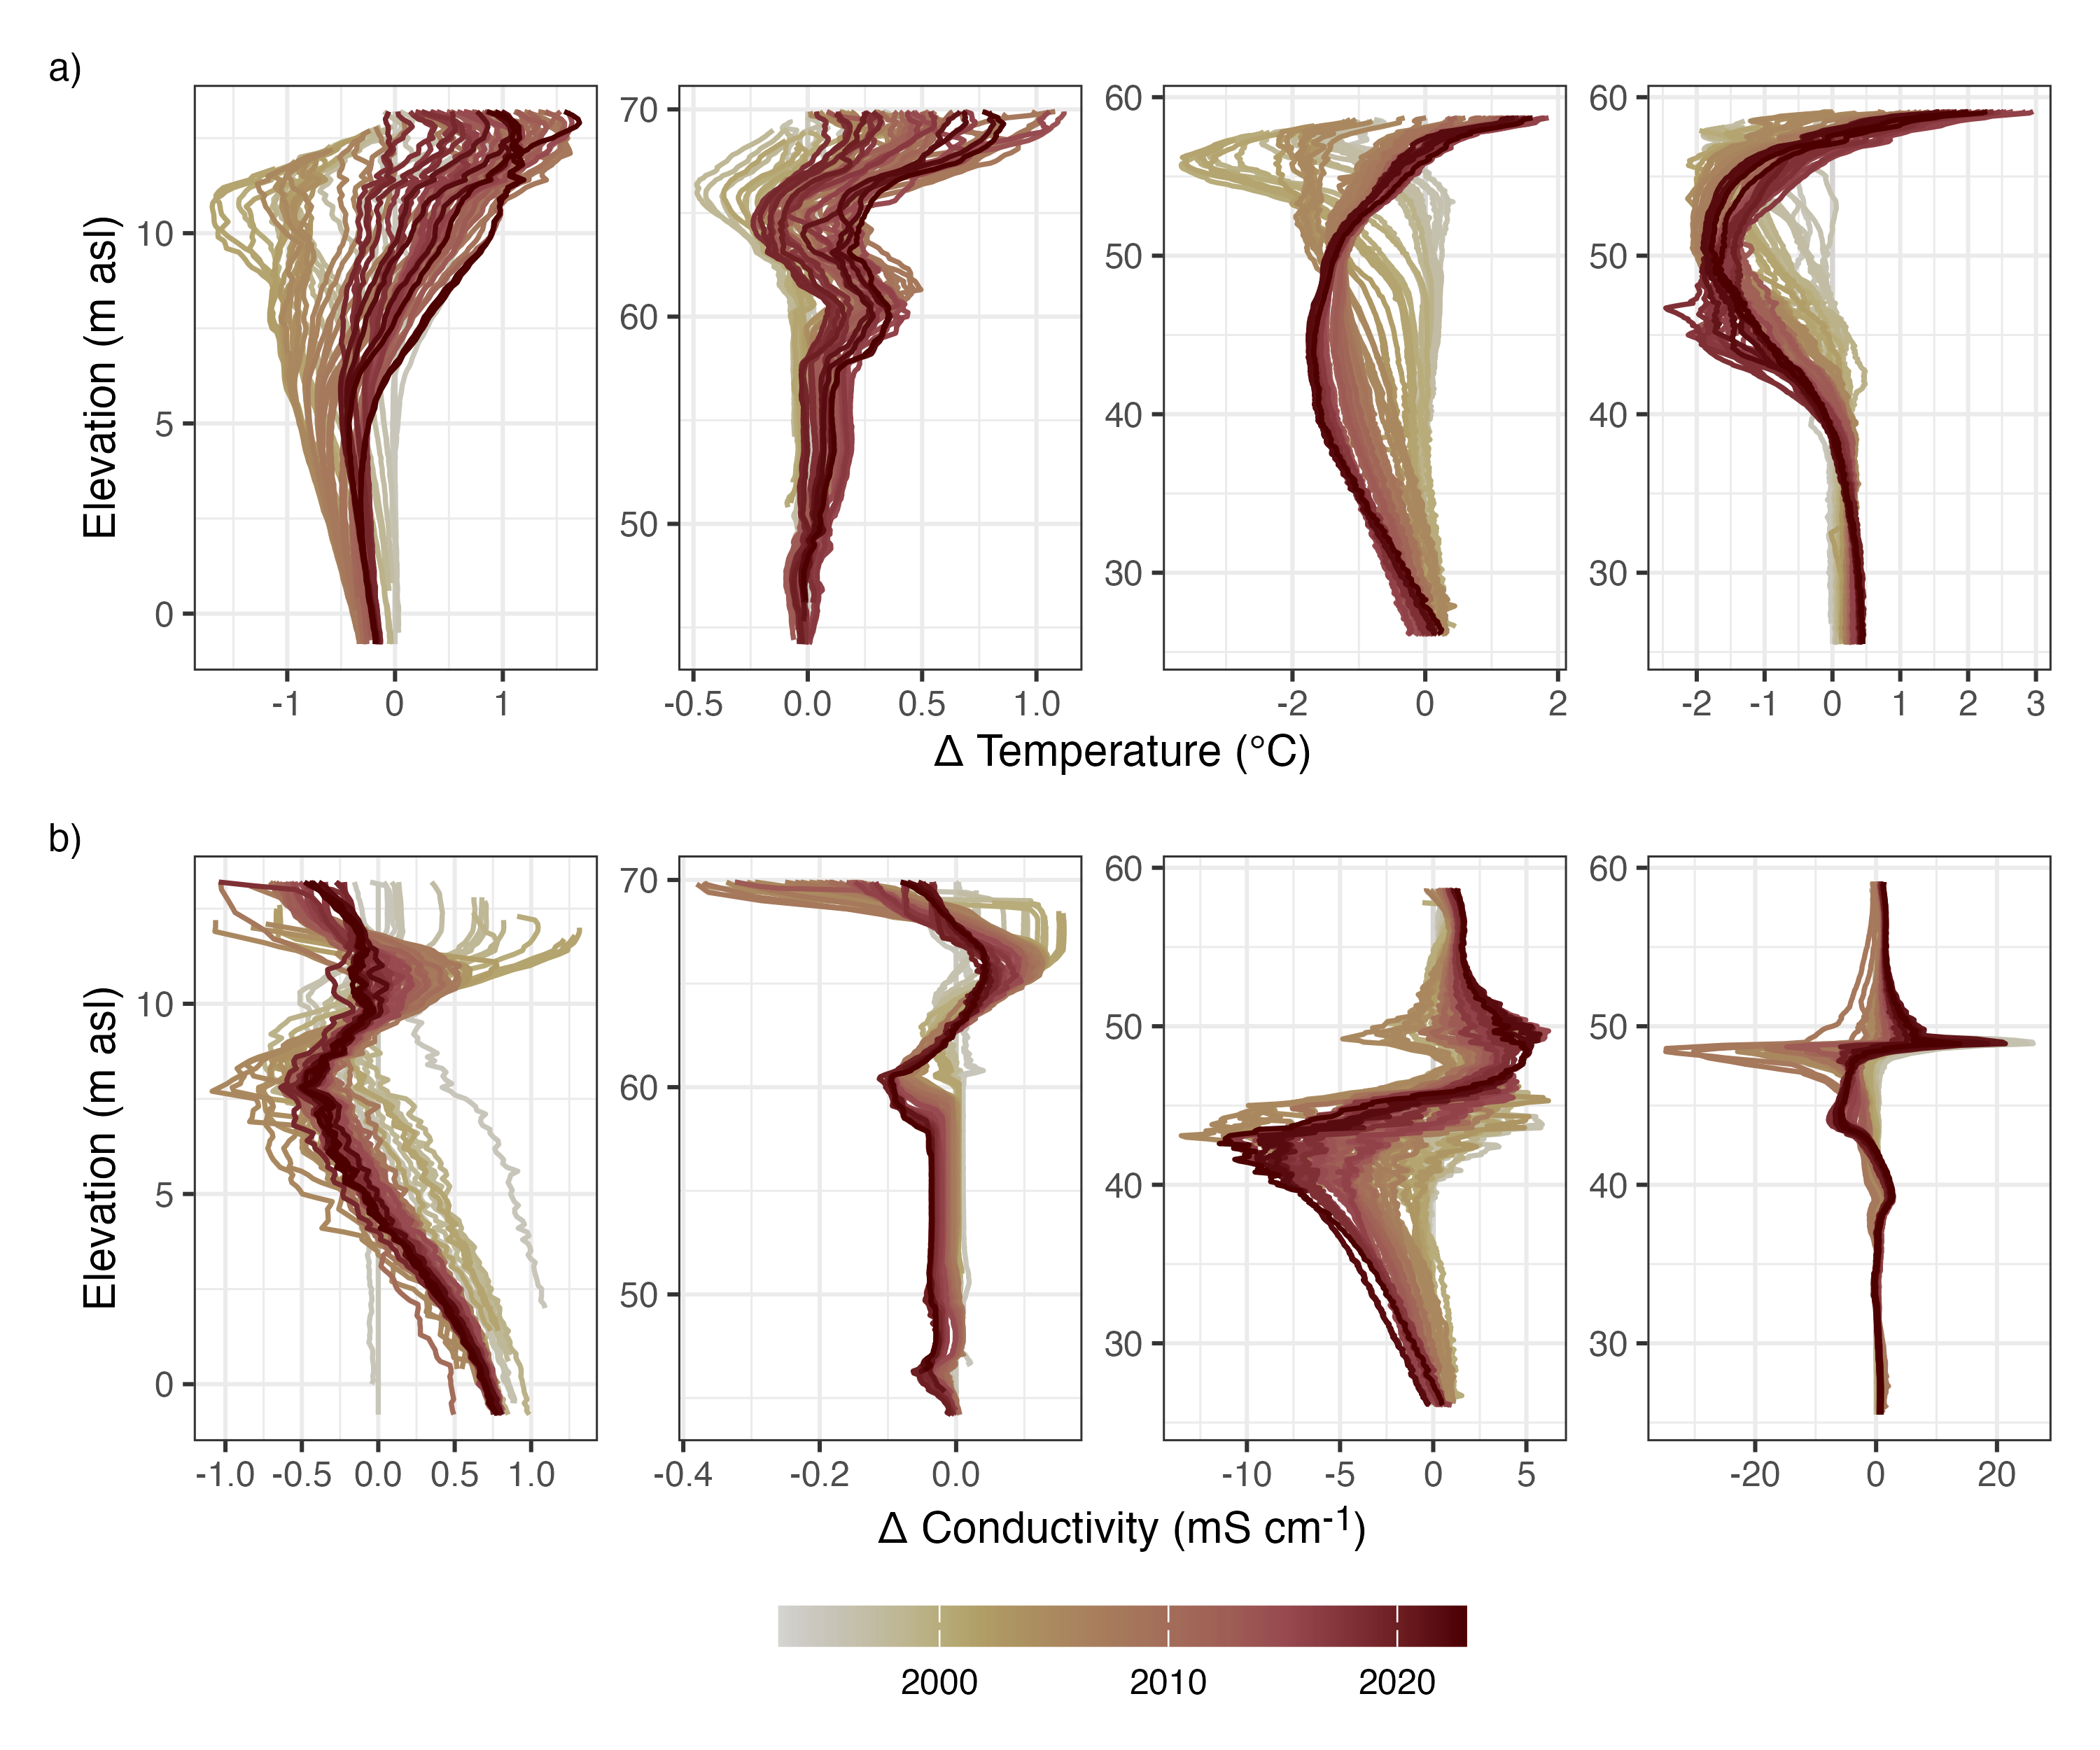 a)
Elevation (m asl)
10
5
0
-1 0 1
70
60
50
-0.5 0.0 0.5 1.0
60
50
40
30
-2 0 2
60
50
40
30
-2 -1 0 1 2 3
Δ Temperature (°C)
b)
Elevation (m asl)
10
5
0
-1.0 -0.5 0.0 0.5 1.0
70
60
50
-0.4 -0.2 0.0
60
50
40
30
-10 -5 0 5
60
50
40
30
-20 0 20
Δ Conductivity (mS cm⁻¹)
2000 2010 2020